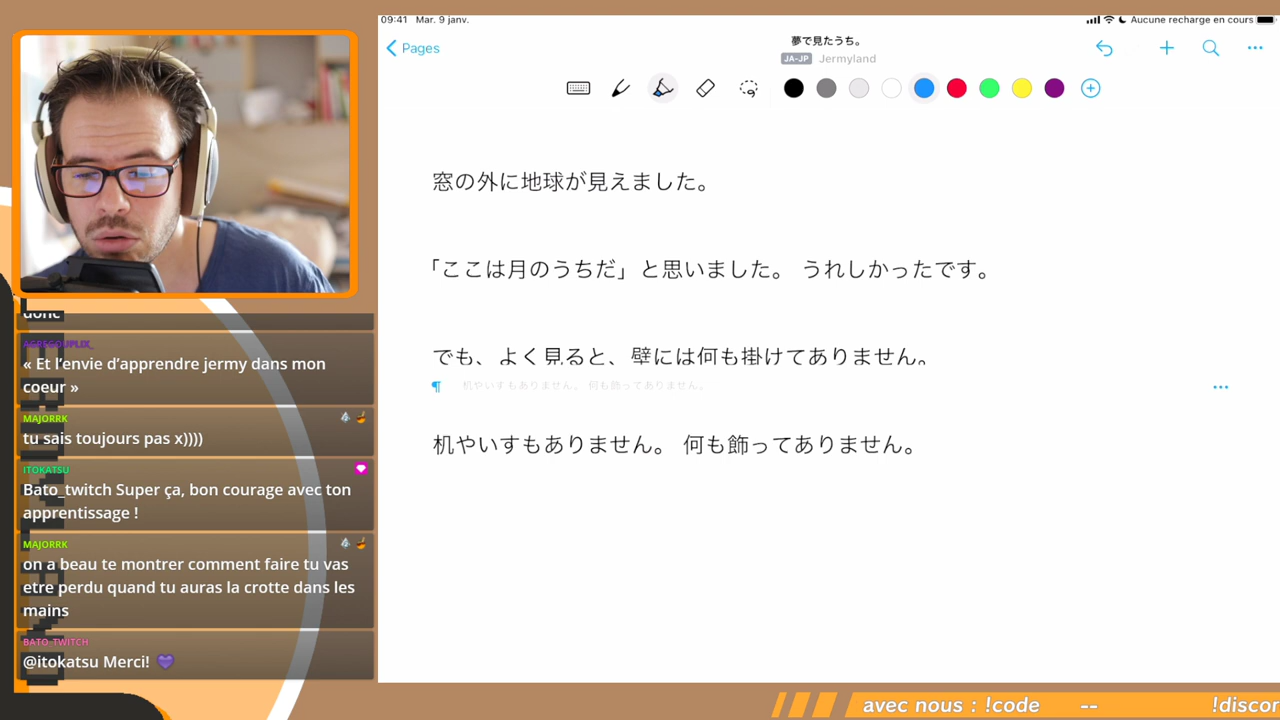 09:41 Mar. 9 janv.
Aucune recharge en cours
Pages
夢で見たうち。
JA-JP Jermyland
窓の外に地球が見えました。
「ここは月のうちだ」と思いました。 うれしかったです。
でも、よく見ると、壁には何も掛けてありません。
¶ 机やいすもありません。 何も飾ってありません。
机やいすもありません。 何も飾ってありません。
donc
« Et l’envie d’apprendre jermy dans mon
coeur »
MAJORRK
tu sais toujours pas x))))
ITOKATSU
Bato_twitch Super ça, bon courage avec ton
apprentissage !
MAJORRK
on a beau te montrer comment faire tu vas
etre perdu quand tu auras la crotte dans les
mains
BATO_TWITCH
@itokatsu Merci! 💜
avec nous : !code -- !discor